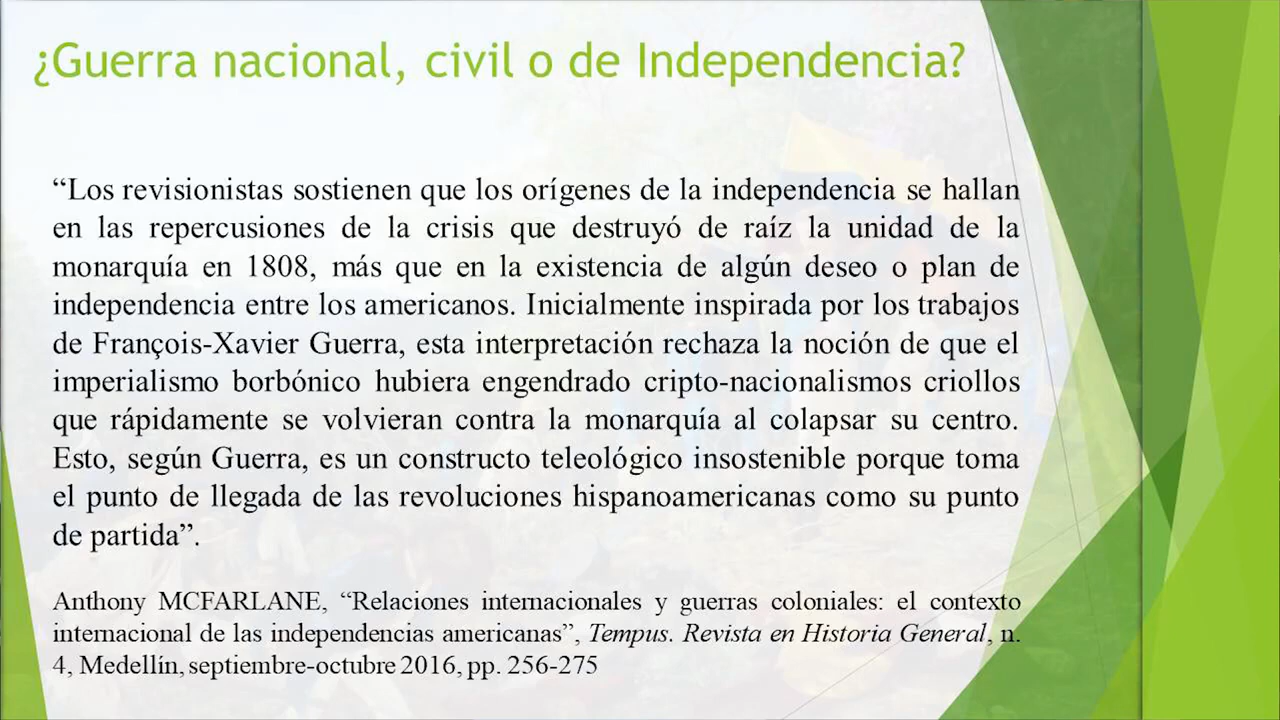 ¿Guerra nacional, civil o de Independencia?
“Los revisionistas sostienen que los orígenes de la independencia se hallan
en las repercusiones de la crisis que destruyó de raíz la unidad de la
monarquía en 1808, más que en la existencia de algún deseo o plan de
independencia entre los americanos. Inicialmente inspirada por los trabajos
de François-Xavier Guerra, esta interpretación rechaza la noción de que el
imperialismo borbónico hubiera engendrado cripto-nacionalismos criollos
que rápidamente se volvieran contra la monarquía al colapsar su centro.
Esto, según Guerra, es un constructo teleológico insostenible porque toma
el punto de llegada de las revoluciones hispanoamericanas como su punto
de partida”.
Anthony MCFARLANE, “Relaciones internacionales y guerras coloniales: el contexto
internacional de las independencias americanas”, Tempus. Revista en Historia General, n.
4, Medellín, septiembre-octubre 2016, pp. 256-275